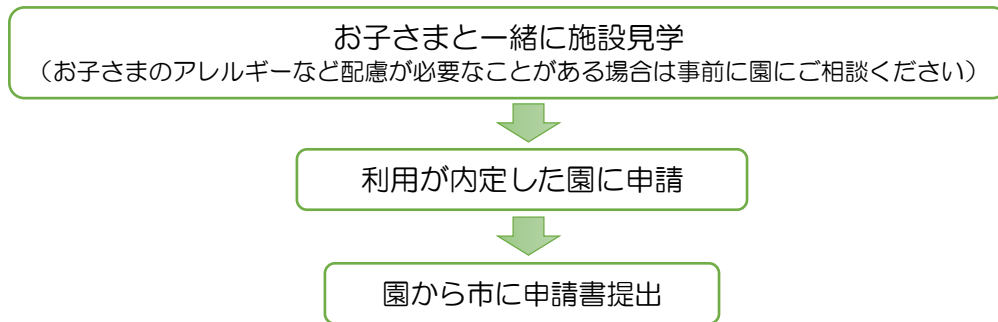 お子さまと一緒に施設見学
（お子さまのアレルギーなど配慮が必要なことがある場合は事前に園にご相談ください）
利用が内定した園に申請
園から市に申請書提出